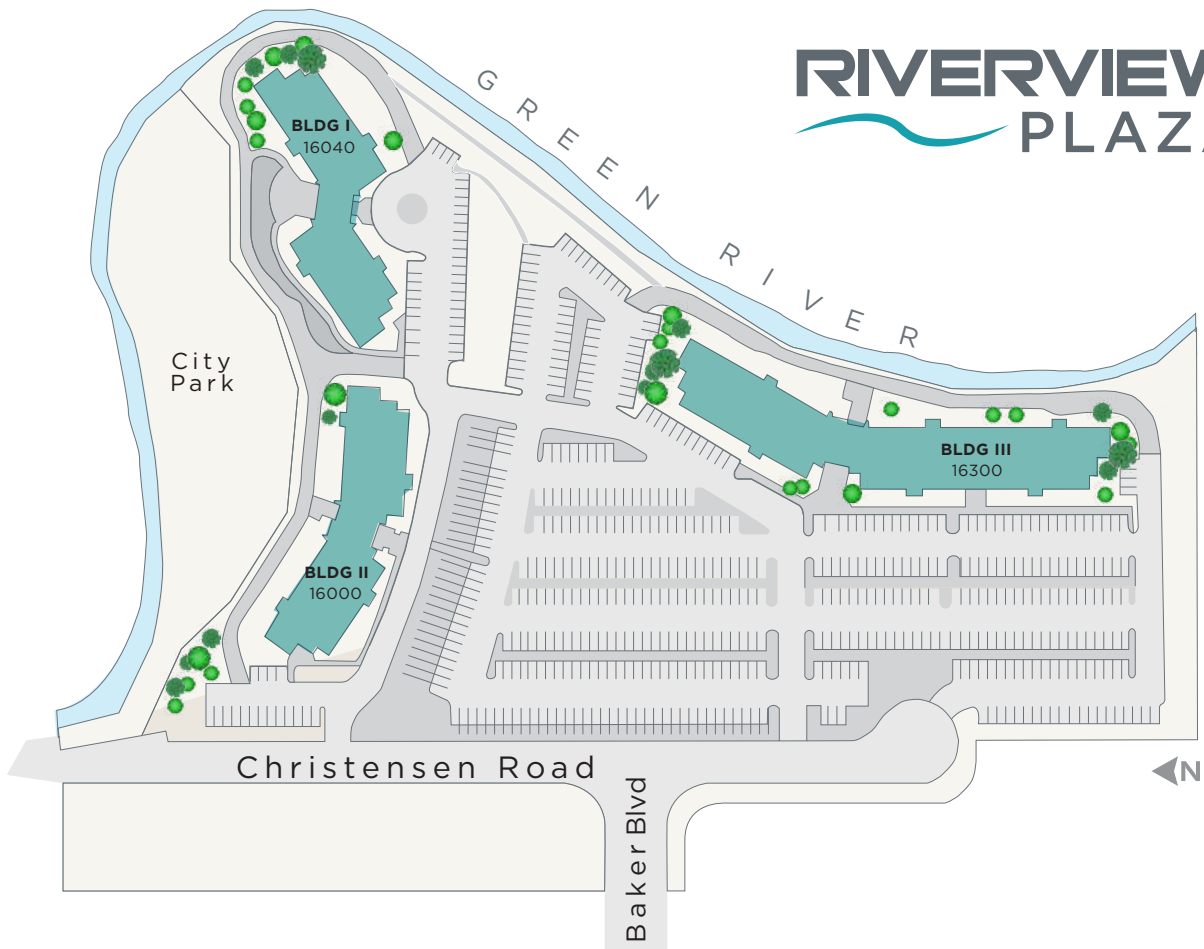 RIVERVIEW
PLAZA
GREEN RIVER
BLDG I
16040
City
Park
BLDG III
16300
BLDG II
16000
Christensen Road
N
Baker Blvd